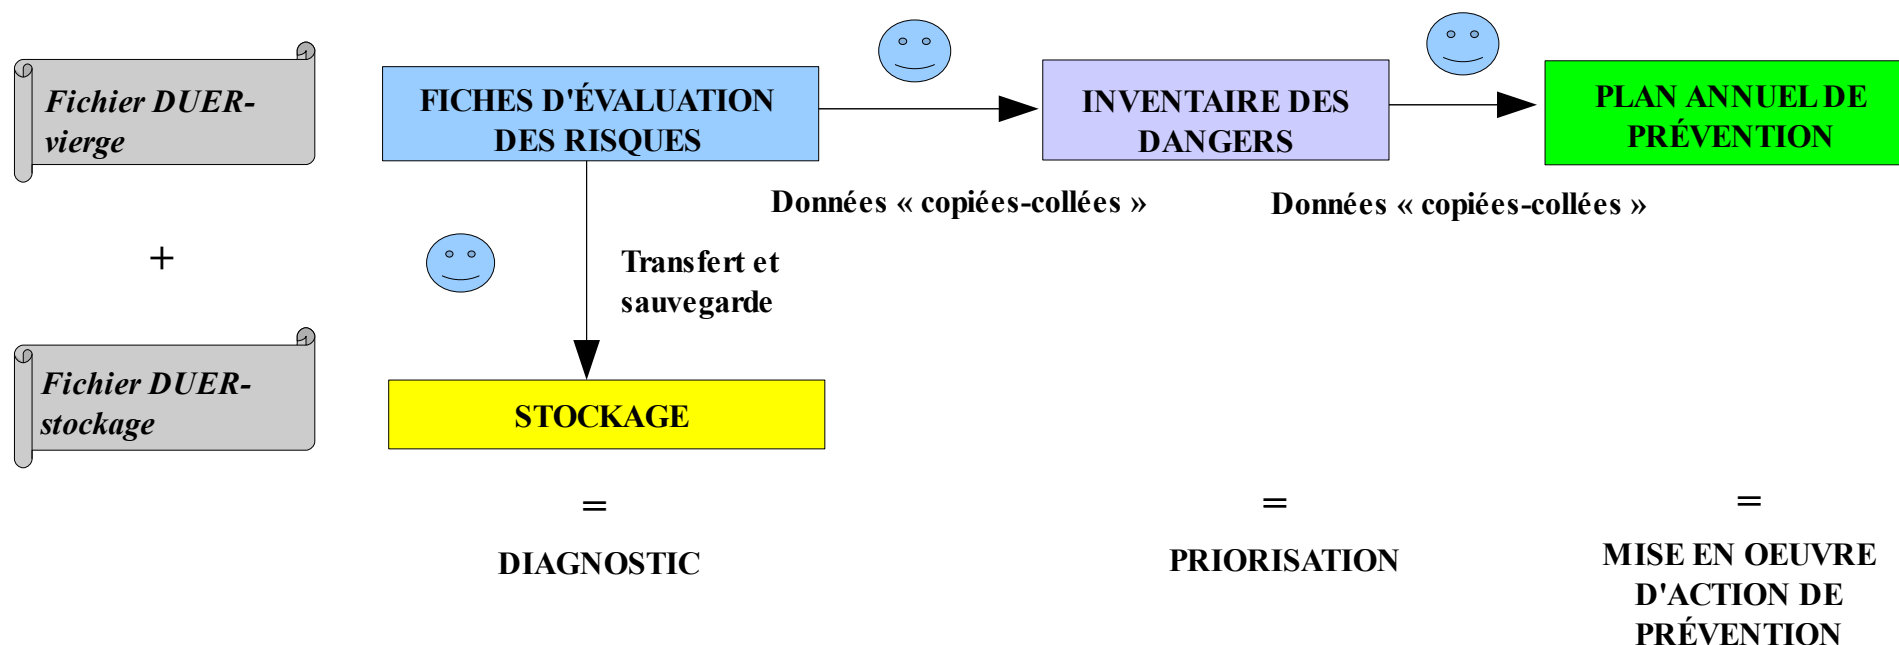 Fichier DUER-
vierge
FICHES D'ÉVALUATION
DES RISQUES
INVENTAIRE DES
DANGERS
PLAN ANNUEL DE
PRÉVENTION
Données « copiées-collées »
Données « copiées-collées »
+
Transfert et
sauvegarde
Fichier DUER-
stockage
STOCKAGE
=
DIAGNOSTIC
=
PRIORISATION
=
MISE EN OEUVRE
D'ACTION DE
PRÉVENTION